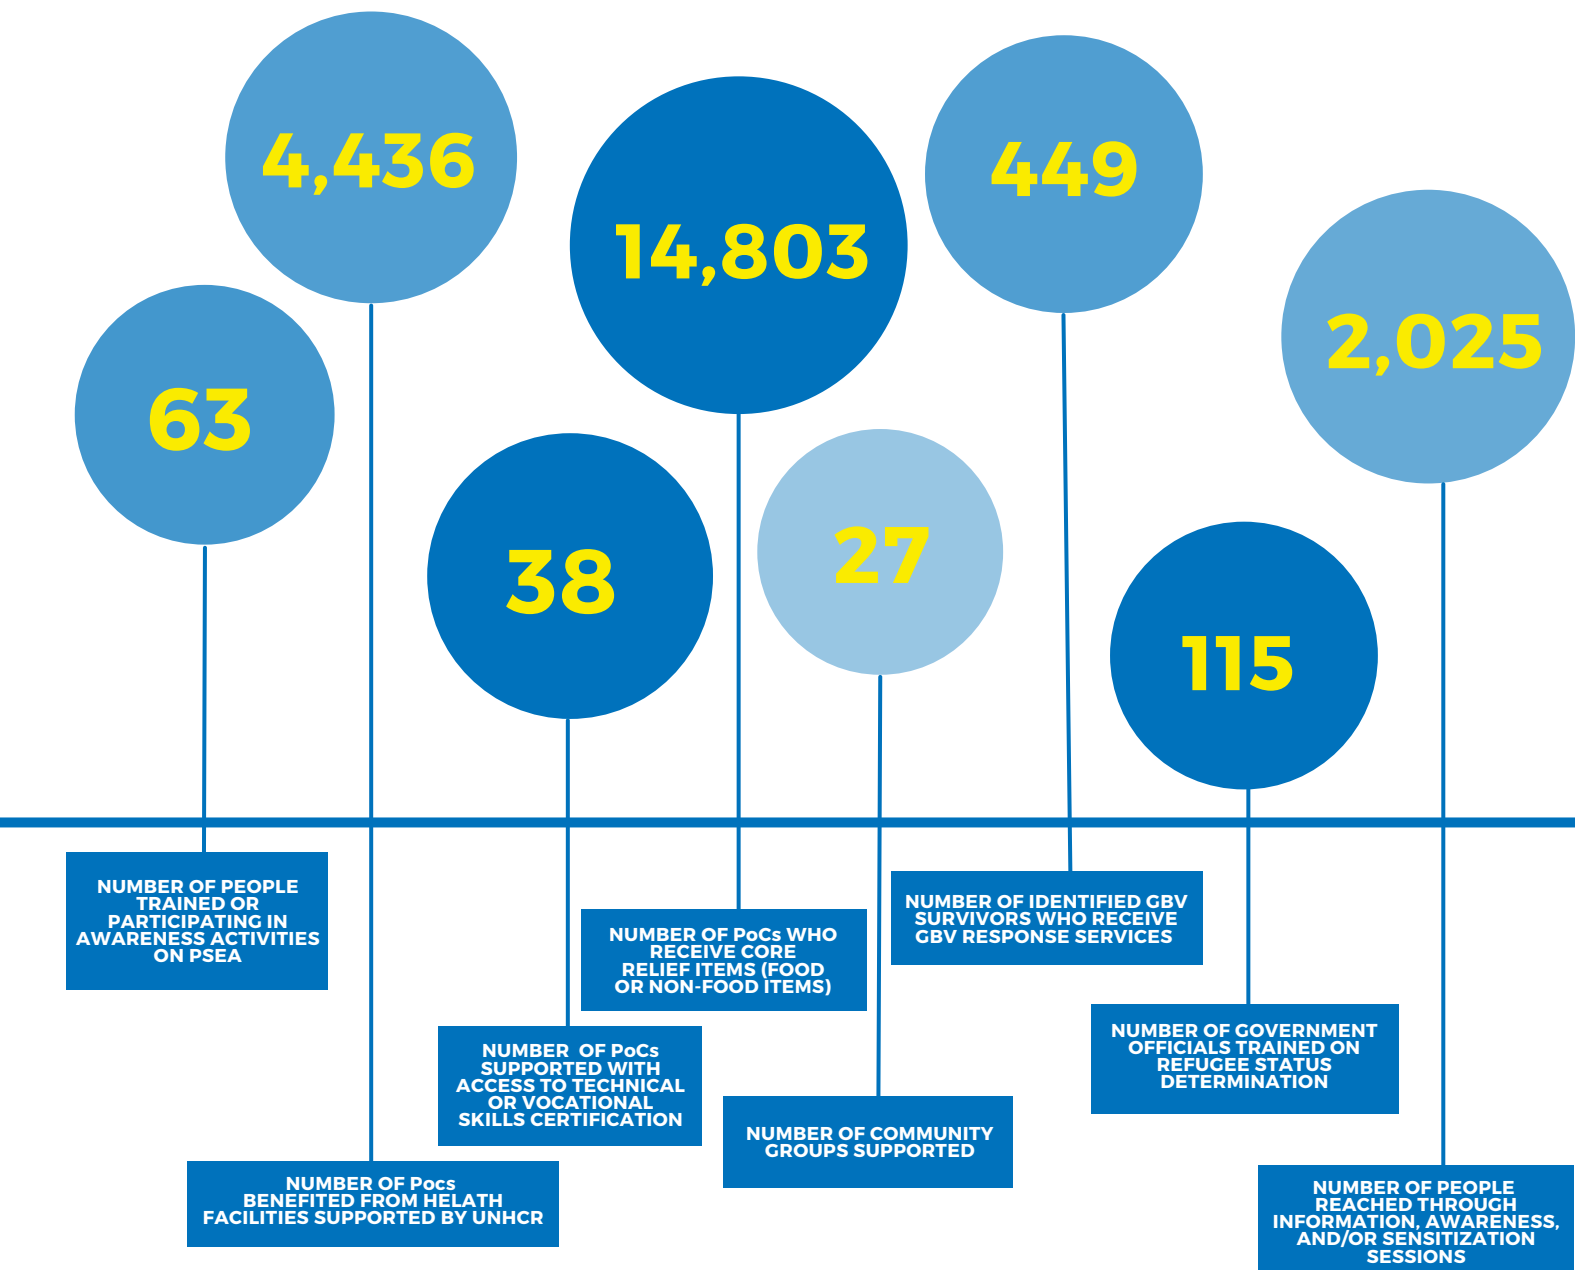 4,436
14,803
449
2,025
63
38
27
115
NUMBER OF PEOPLE
TRAINED OR
PARTICIPATING IN
AWARENESS ACTIVITIES
ON PSEA
NUMBER OF Pocs
BENEFITED FROM HELATH
FACILITIES SUPPORTED BY UNHCR
NUMBER OF PoCs
SUPPORTED WITH
ACCESS TO TECHNICAL
OR VOCATIONAL
SKILLS CERTIFICATION
NUMBER OF PoCs WHO
RECEIVE CORE
RELIEF ITEMS (FOOD
OR NON-FOOD ITEMS)
NUMBER OF COMMUNITY
GROUPS SUPPORTED
NUMBER OF IDENTIFIED GBV
SURVIVORS WHO RECEIVE
GBV RESPONSE SERVICES
NUMBER OF GOVERNMENT
OFFICIALS TRAINED ON
REFUGEE STATUS
DETERMINATION
NUMBER OF PEOPLE
REACHED THROUGH
INFORMATION, AWARENESS,
AND/OR SENSITIZATION
SESSIONS